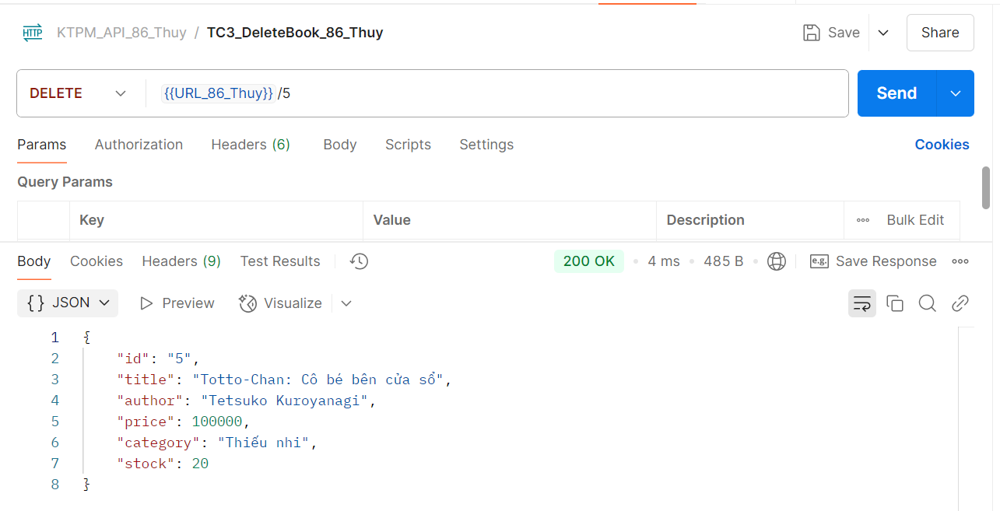 HTTP KTPM_API_86_Thuy / TC3_DeleteBook_86_Thuy Save Share
DELETE {{URL_86_Thuy}} /5 Send
Params Authorization Headers (6) Body Scripts Settings Cookies
Query Params
Key Value Description Bulk Edit
Body Cookies Headers (9) Test Results 200 OK • 4 ms • 485 B • e.g. Save Response
{} JSON Preview Visualize
1 {
2 "id": "5",
3 "title": "Totto-Chan: Cô bé bên cửa sổ",
4 "author": "Tetsuko Kuroyanagi",
5 "price": 100000,
6 "category": "Thiếu nhi",
7 "stock": 20
8 }